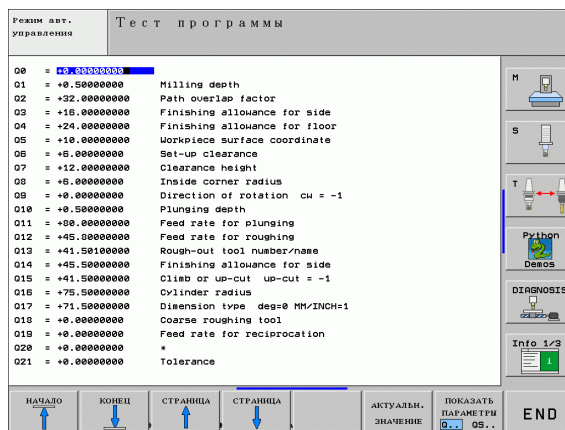 Режим авт.
управления
Тест программы
Q0 = +0.00000000
Q1 = +0.50000000 Milling depth
Q2 = +32.00000000 Path overlap factor
Q3 = +16.00000000 Finishing allowance for side
Q4 = +24.00000000 Finishing allowance for floor
Q5 = +10.00000000 Workpiece surface coordinate
Q6 = +6.00000000 Set-up clearance
Q7 = +12.00000000 Clearance height
Q8 = +6.00000000 Inside corner radius
Q9 = +0.00000000 Direction of rotation cw = -1
Q10 = +0.50000000 Plunging depth
Q11 = +80.00000000 Feed rate for plunging
Q12 = +45.80000000 Feed rate for roughing
Q13 = +41.50100000 Rough-out tool number/name
Q14 = +45.50000000 Finishing allowance for side
Q15 = +41.50000000 Climb or up-cut up-cut = -1
Q16 = +75.50000000 Cylinder radius
Q17 = +71.50000000 Dimension type deg=0 MM/INCH=1
Q18 = +0.00000000 Coarse roughing tool
Q19 = +0.00000000 Feed rate for reciprocation
Q20 = +0.00000000 *
Q21 = +0.00000000 Tolerance
M
S
T
Python
Demos
DIAGNOSIS
Info 1/3
i
НАЧАЛО
КОНЕЦ
СТРАНИЦА
СТРАНИЦА
АКТУАЛЬН.
ЗНАЧЕНИЕ
ПОКАЗАТЬ
ПАРАМЕТРЫ
Q.. QS..
END